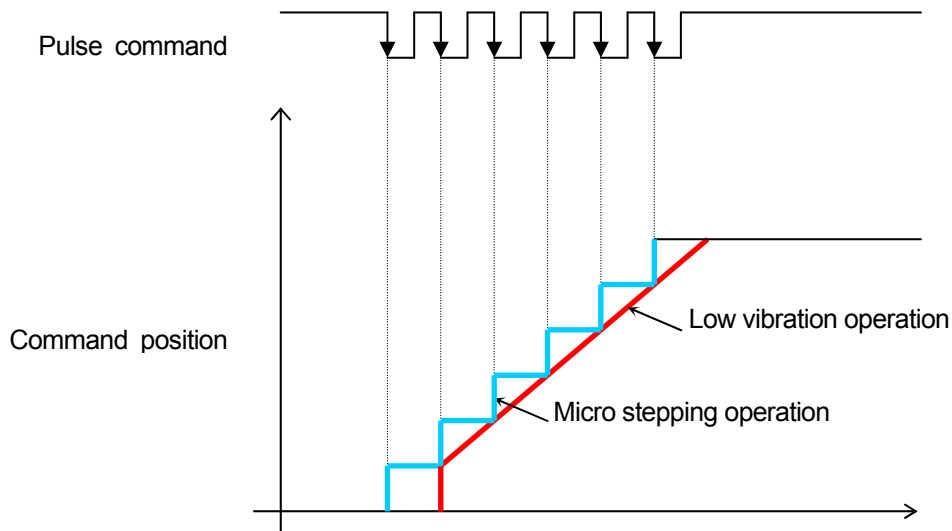 Pulse command
Command position
Low vibration operation
Micro stepping operation